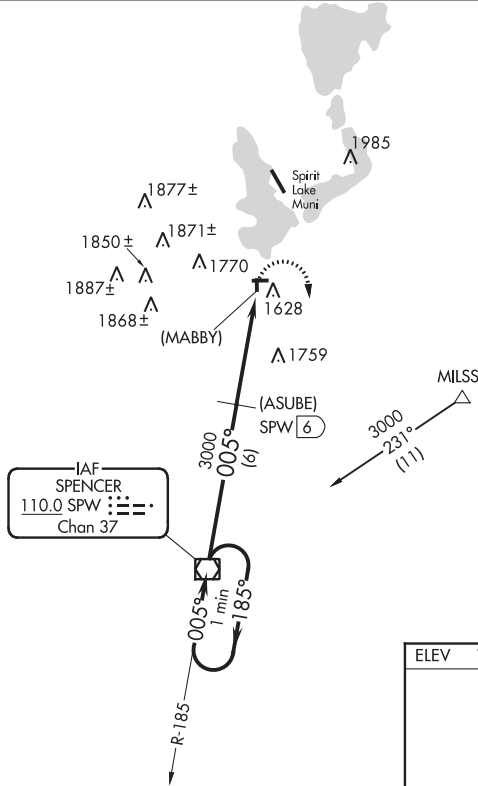 1985
Spirit
Lake
Muni
1877±
1871±
1850±
1770
1887±
1868±
1628
(MABBY)
1759
MILSS
(ASUBE)
SPW 6
3000
231°
(11)
3000
005°
(6)
IAF
SPENCER
110.0 SPW
Chan 37
005°
1 min
185°
R-185
ELEV